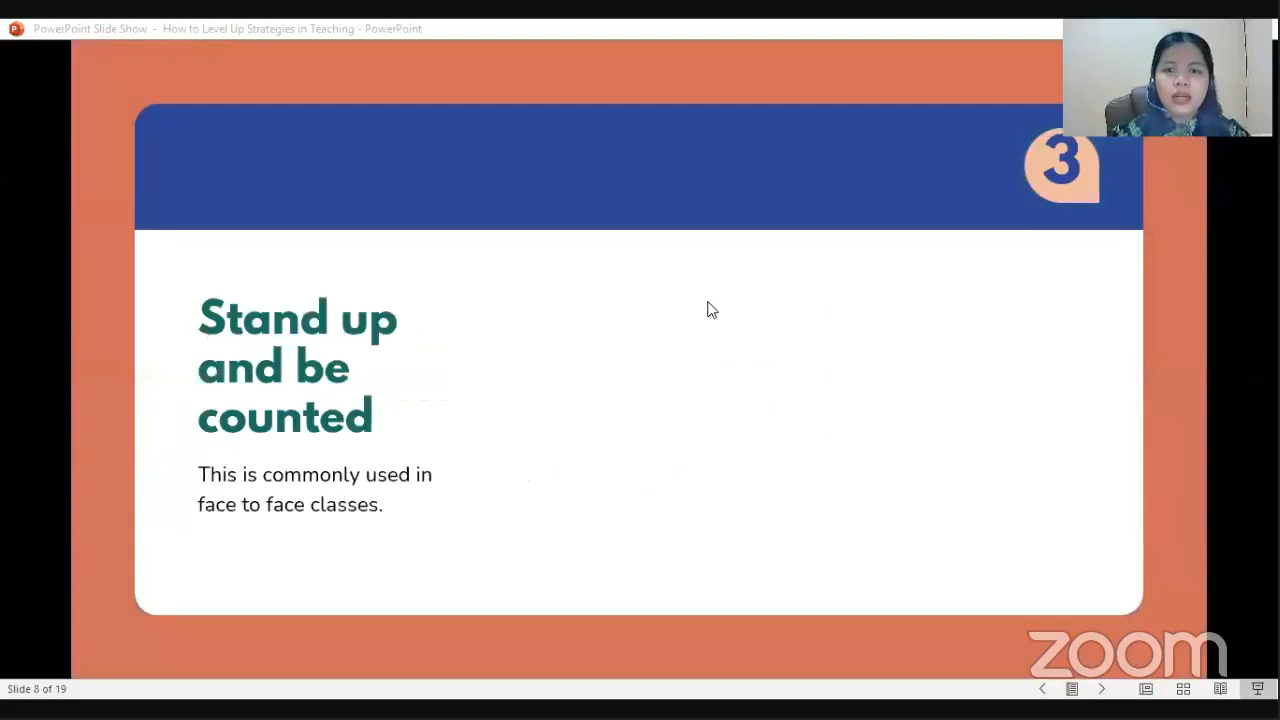 PowerPoint Slide Show - How to Level Up Strategies in Teaching - PowerPoint
3
Stand up
and be
counted
This is commonly used in
face to face classes.
zoom
Slide 8 of 19